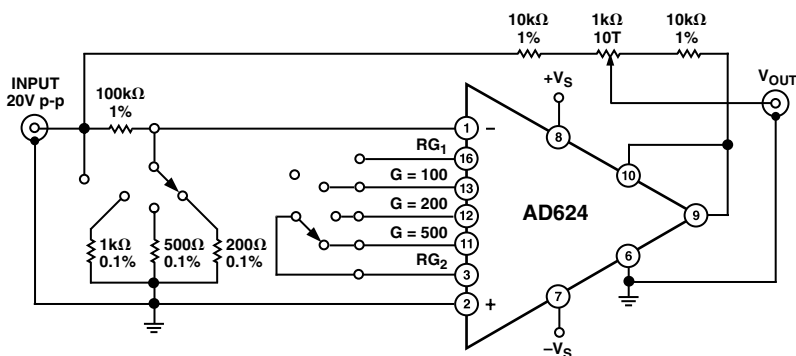 10kΩ
1%
1kΩ
10T
10kΩ
1%
INPUT
20V p-p
100kΩ
1%
+VS
VOUT
1
–
8
RG1
16
G = 100
13
10
G = 200
12
AD624
9
G = 500
11
1kΩ
0.1%
500Ω
0.1%
200Ω
0.1%
RG2
3
6
2
+
7
–VS